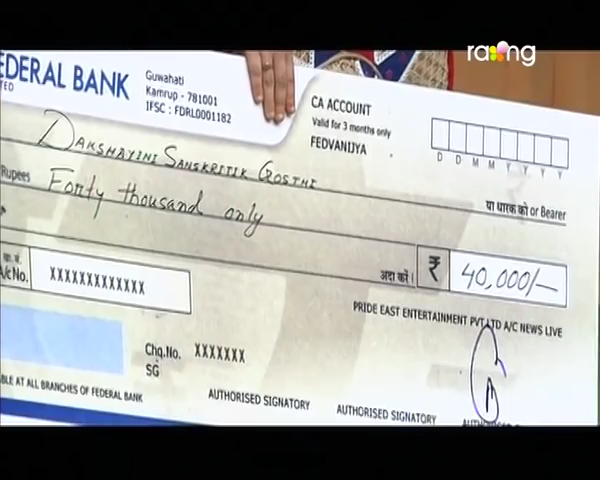 rang
EDERAL BANK
TED
Guwahati
Kamrup - 781001
IFSC : FDRL0001182
CA ACCOUNT
Valid for 3 months only
FEDVANIJYA
D D M M Y Y Y Y
Dakshayini Sanskritik Gosthi
या धारक को or Bearer
Rupees Forty thousand only
अदा करें। ₹ 40,000/-
A/c No. XXXXXXXXXXXXX
PRIDE EAST ENTERTAINMENT PVT LTD A/C NEWS LIVE
Chq.No. XXXXXXX
SG
BLE AT ALL BRANCHES OF FEDERAL BANK
AUTHORISED SIGNATORY
AUTHORISED SIGNATORY